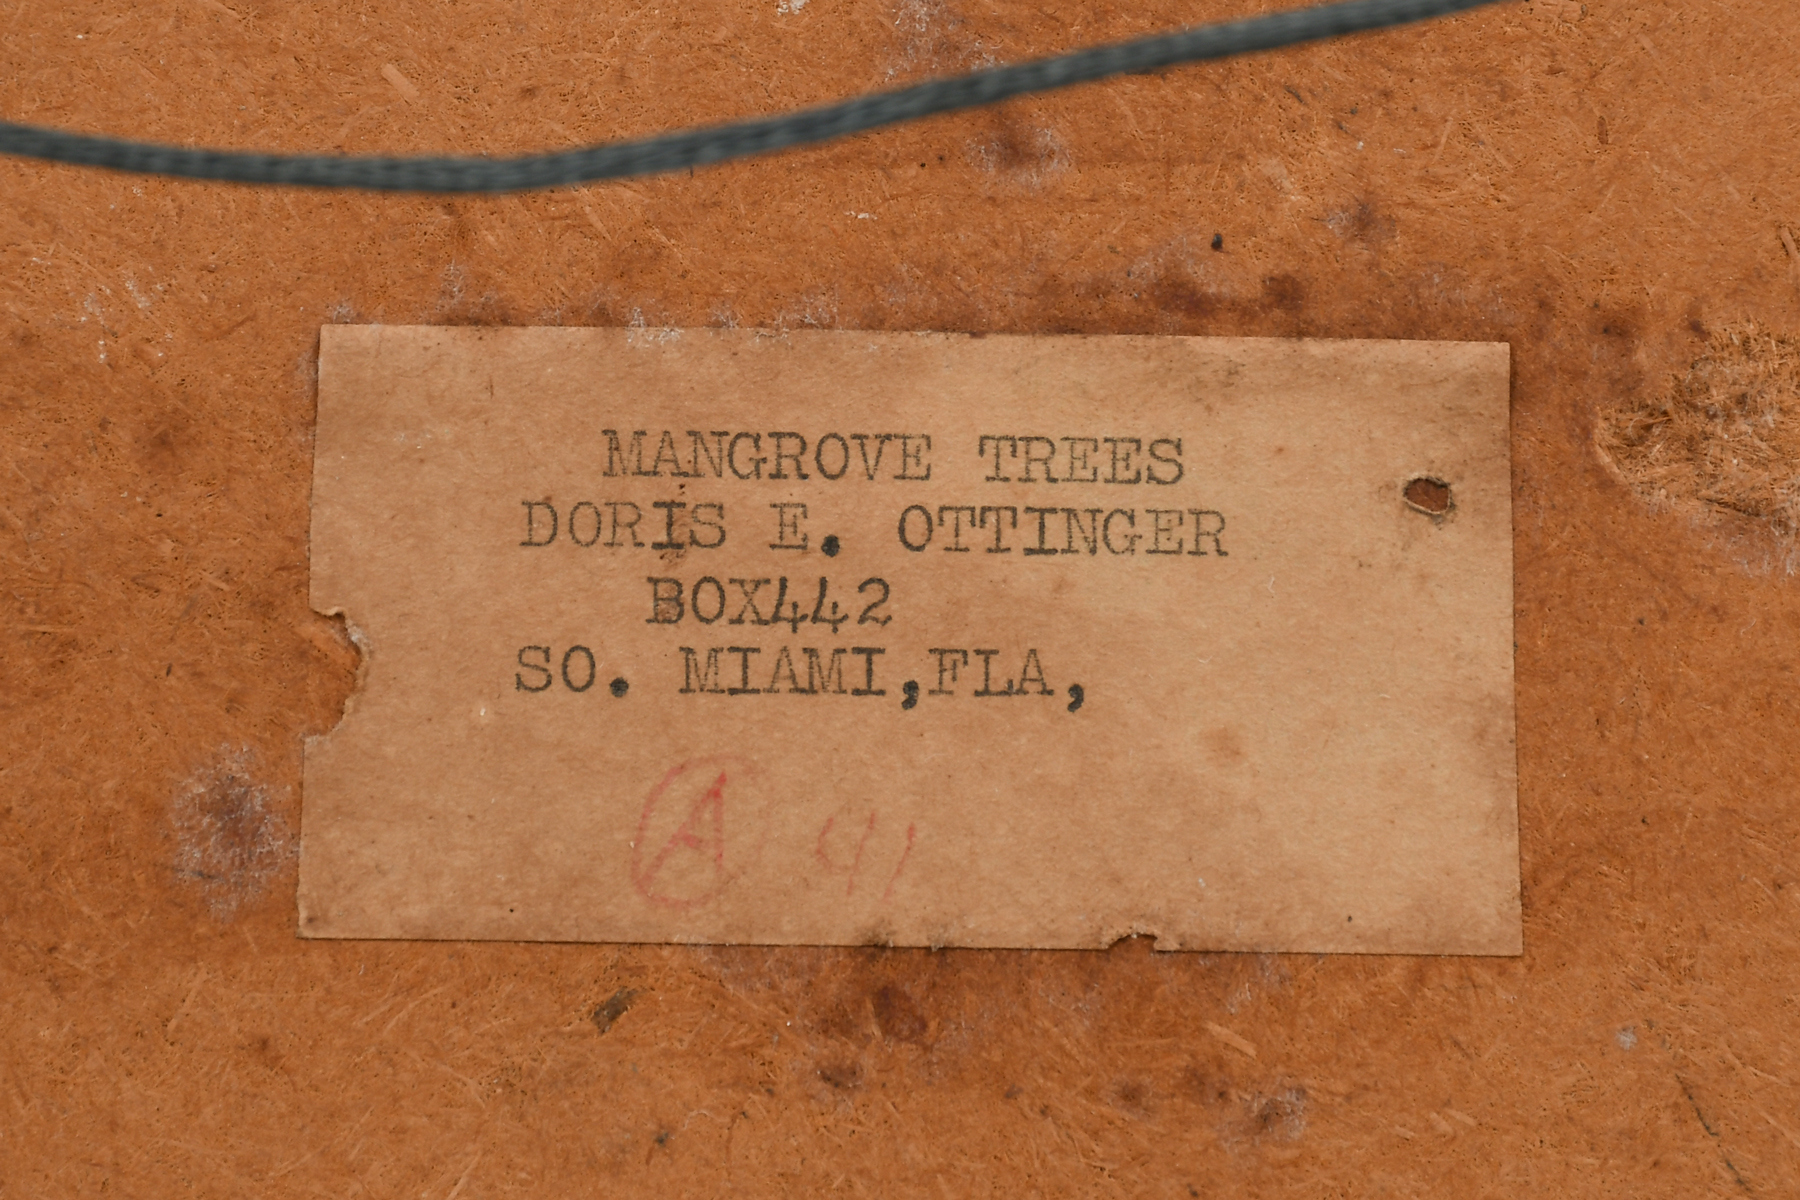 MANGROVE TREES
DORIS E. OTTINGER
BOX442
SO. MIAMI,FLA,
A 41